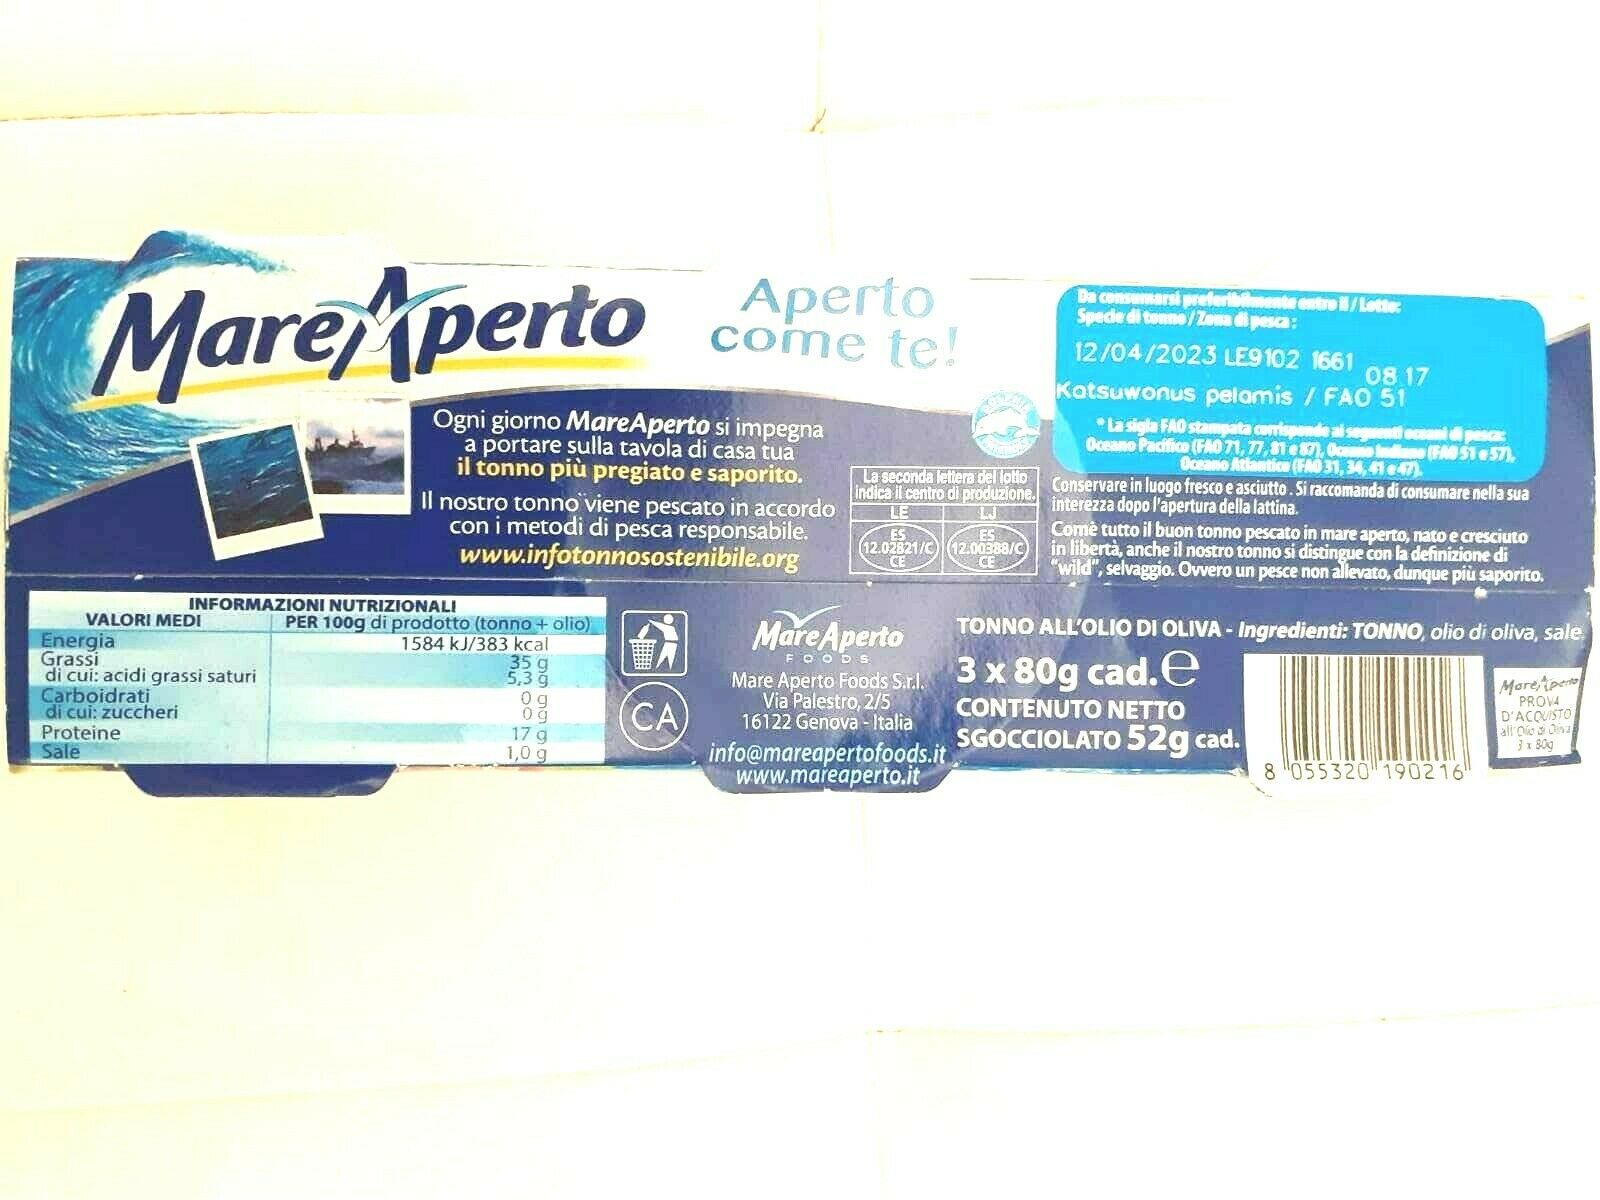 MareAperto
Aperto
come te!
Ogni giorno MareAperto si impegna
a portare sulla tavola di casa tua
il tonno più pregiato e saporito.
Il nostro tonno viene pescato in accordo
con i metodi di pesca responsabile.
www.infotonnosostenibile.org
La seconda lettera del lotto
indica il centro di produzione.
LE LJ
ES ES
12.02821/C 12.00388/C
CE CE
Da consumarsi preferibilmente entro il / Lotto:
Specie di tonno / Zona di pesca :
12/04/2023 LE9102 1661 08 17
Katsuwonus pelamis / FAO 51
* La sigla FAO stampata corrisponde ai seguenti oceani di pesca:
Oceano Pacifico (FAO 71, 77, 81 e 87), Oceano Indiano (FAO 51 e 57),
Oceano Atlantico (FAO 31, 34, 41 e 47).
Conservare in luogo fresco e asciutto . Si raccomanda di consumare nella sua
interezza dopo l'apertura della lattina.
Come tutto il buon tonno pescato in mare aperto, nato e cresciuto
in libertà, anche il nostro tonno si distingue con la definizione di
"wild", selvaggio. Ovvero un pesce non allevato, dunque più saporito.
INFORMAZIONI NUTRIZIONALI
VALORI MEDI PER 100g di prodotto (tonno + olio)
Energia 1584 kJ/383 kcal
Grassi 35 g
di cui: acidi grassi saturi 5,3 g
Carboidrati 0 g
di cui: zuccheri 0 g
Proteine 17 g
Sale 1,0 g
CA
MareAperto
FOODS
Mare Aperto Foods S.r.l.
Via Palestro, 2/5
16122 Genova - Italia
info@mareapertofoods.it
www.mareaperto.it
TONNO ALL'OLIO DI OLIVA - Ingredienti: TONNO, olio di oliva, sale
3 x 80g cad. e
CONTENUTO NETTO
SGOCCIOLATO 52g cad.
8 055320 190216
MareAperto
PROVA
D'ACQUISTO
all'Olio di Oliva
3 x 80g